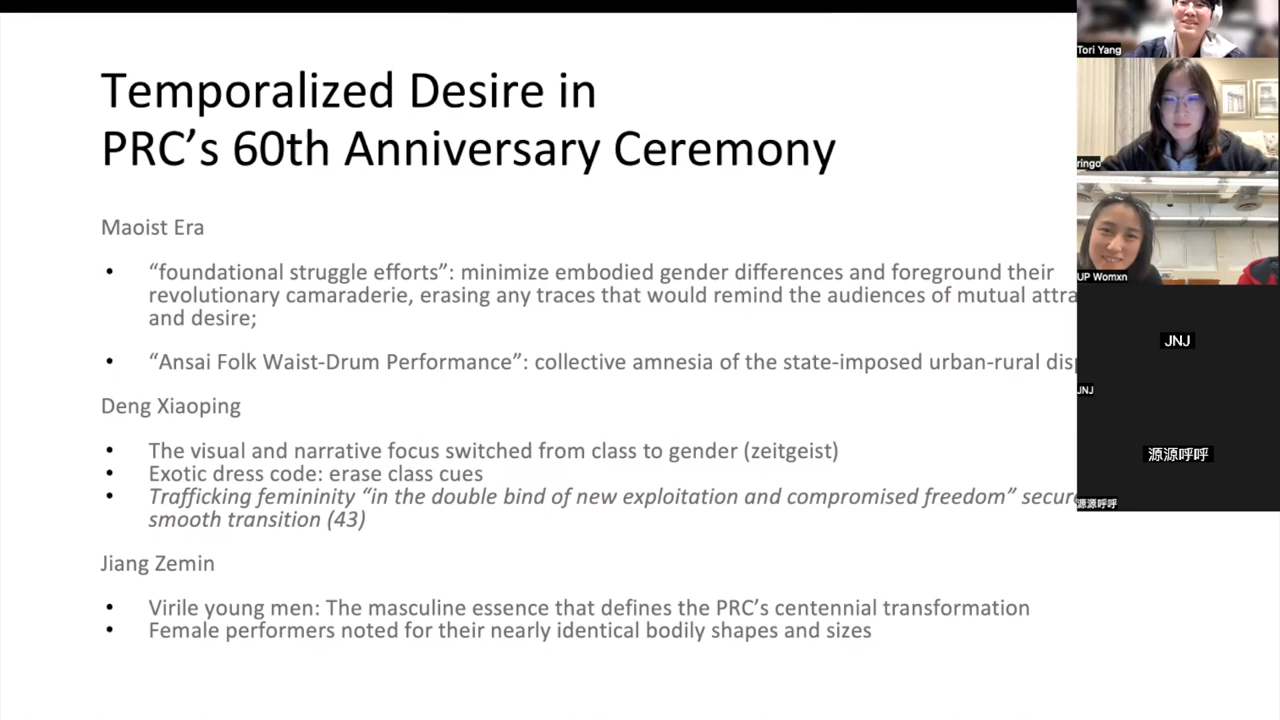 Temporalized Desire in
PRC’s 60th Anniversary Ceremony
Maoist Era
• “foundational struggle efforts”: minimize embodied gender differences and foreground their
revolutionary camaraderie, erasing any traces that would remind the audiences of mutual attra
and desire;
• “Ansai Folk Waist-Drum Performance”: collective amnesia of the state-imposed urban-rural dis
Deng Xiaoping
• The visual and narrative focus switched from class to gender (zeitgeist)
• Exotic dress code: erase class cues
• Trafficking femininity “in the double bind of new exploitation and compromised freedom” secure
smooth transition (43)
Jiang Zemin
• Virile young men: The masculine essence that defines the PRC’s centennial transformation
• Female performers noted for their nearly identical bodily shapes and sizes
Tori Yang
ringo
UP Womxn
JNJ
JNJ
源源呼呼
源源呼呼